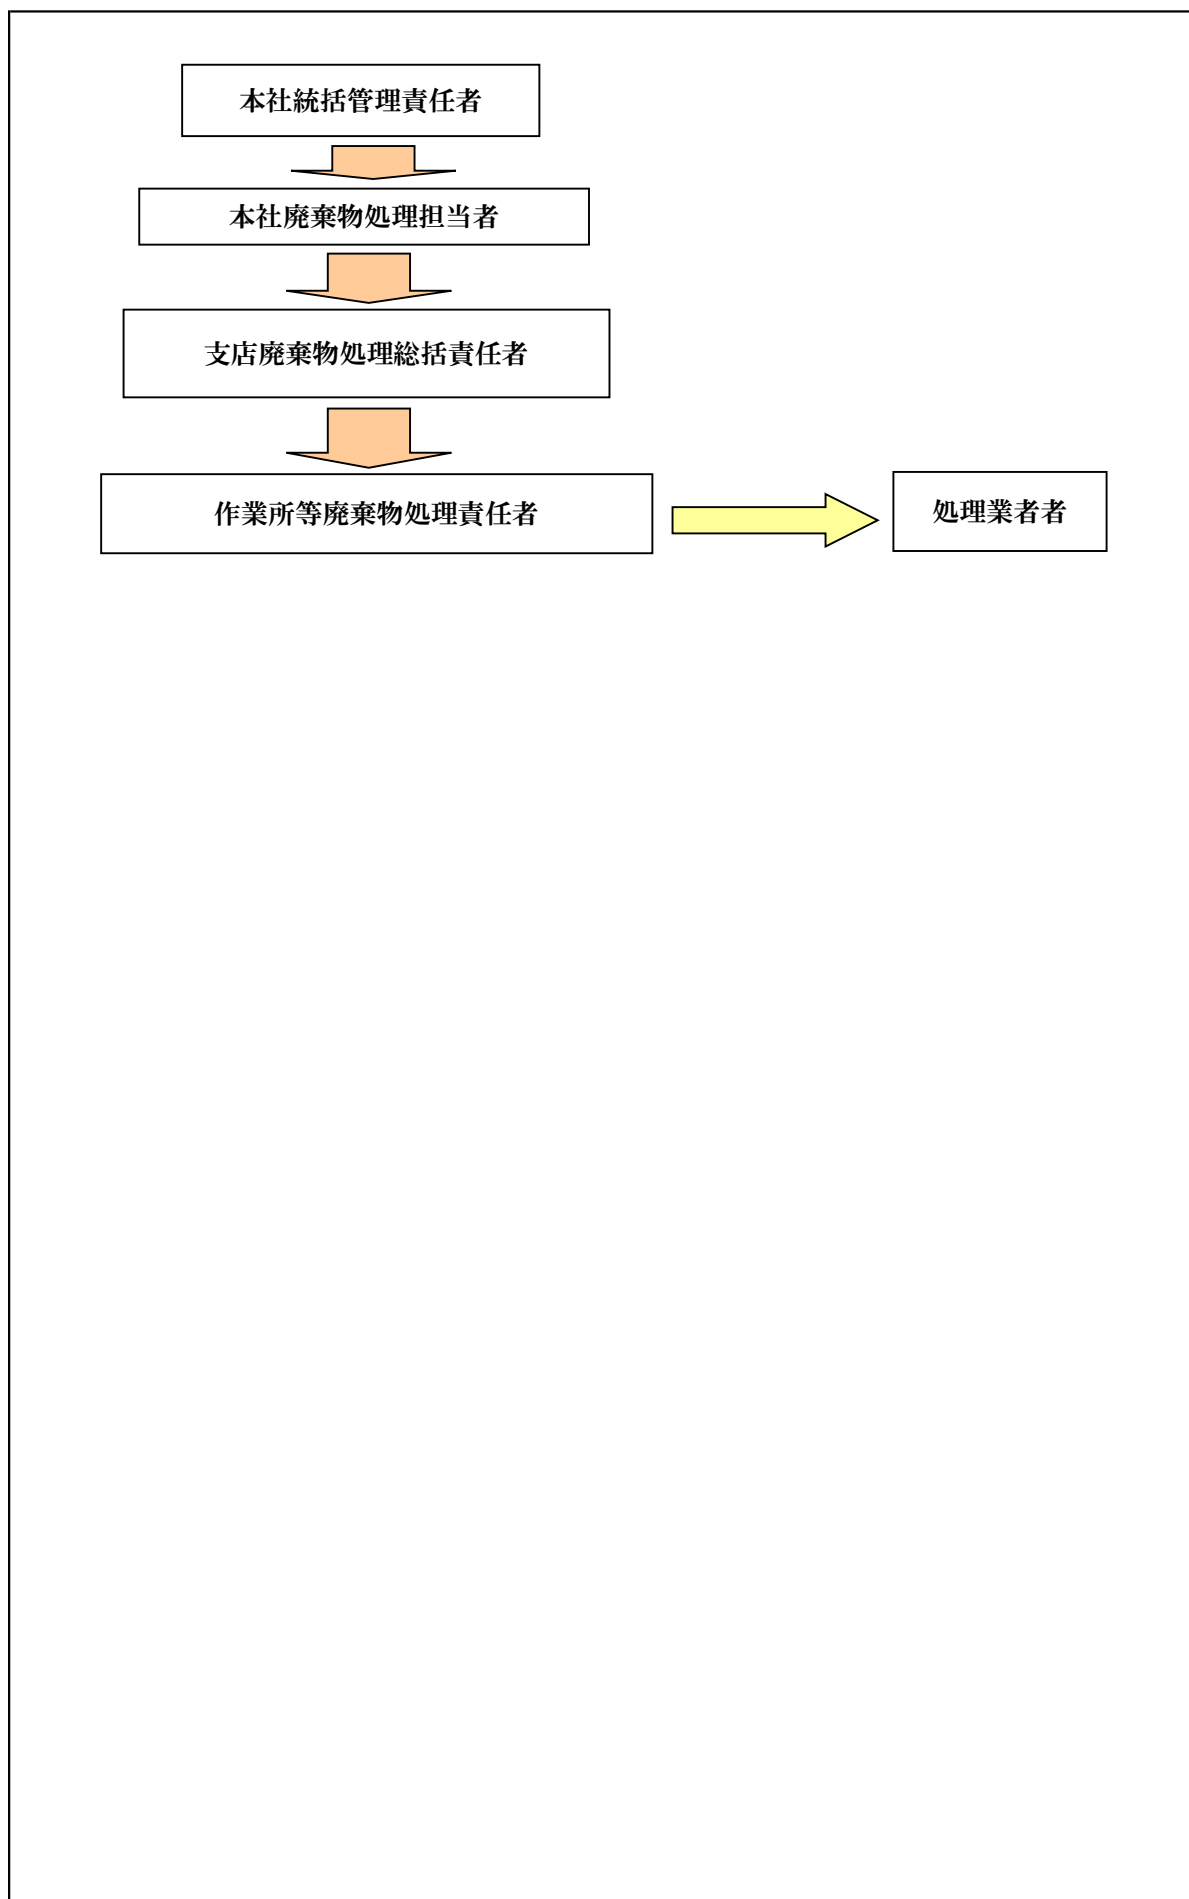 本社統括管理責任者
本社廃棄物処理担当者
支店廃棄物処理総括責任者
作業所等廃棄物処理責任者
処理業者者